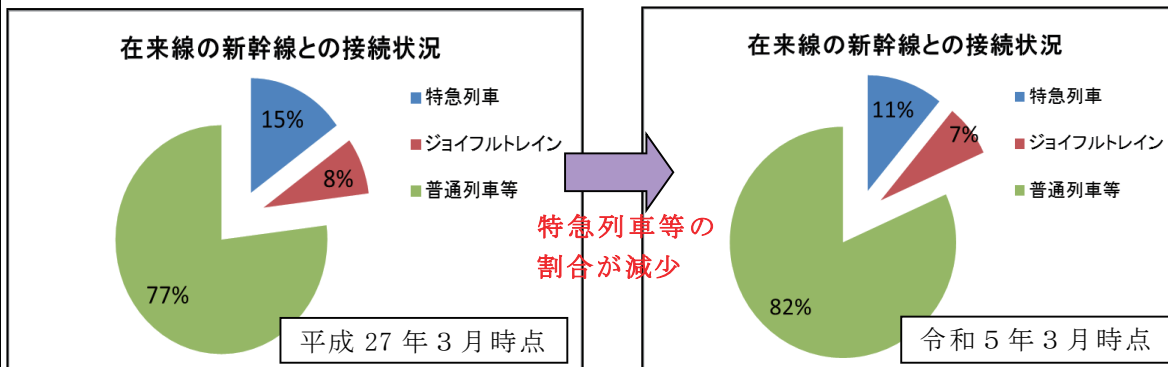 在来線の新幹線との接続状況
15%
8%
77%
特急列車
ジョイフルトレイン
普通列車等
平成 27 年 3 月時点
特急列車等の
割合が減少
在来線の新幹線との接続状況
11%
7%
82%
特急列車
ジョイフルトレイン
普通列車等
令和 5 年 3 月時点